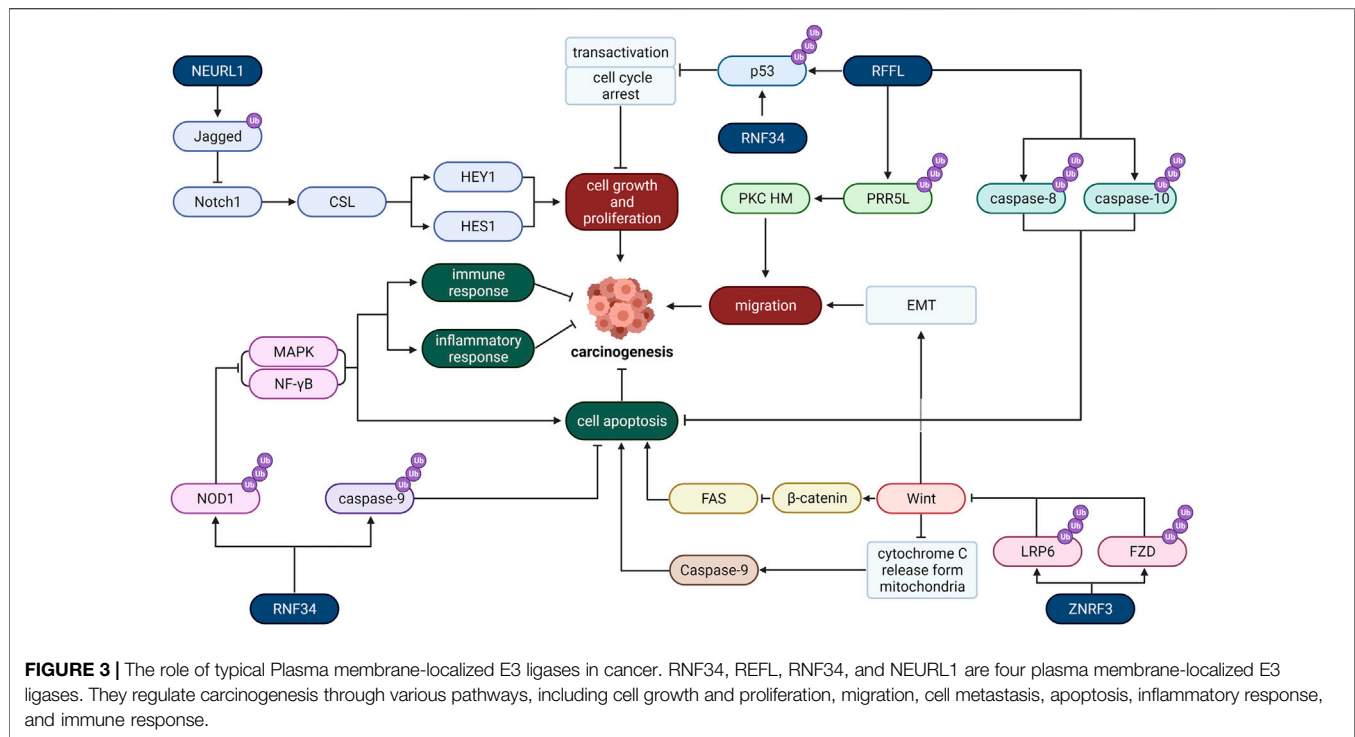 NEURL1
Jagged
Ub
Notch1
CSL
HEY1
HES1
transactivation
cell cycle
arrest
cell growth
and
proliferation
p53
Ub
Ub
Ub
RFFL
RNF34
PKC HM
PRR5L
Ub
Ub
Ub
caspase-8
Ub
Ub
Ub
caspase-10
Ub
Ub
Ub
immune
response
inflammatory
response
carcinogenesis
migration
EMT
MAPK
NF-γB
cell apoptosis
NOD1
Ub
Ub
Ub
caspase-9
Ub
Ub
Ub
RNF34
FAS
β-catenin
Wint
Caspase-9
cytochrome C
release form
mitochondria
LRP6
Ub
Ub
Ub
FZD
Ub
Ub
Ub
ZNRF3
FIGURE 3 | The role of typical Plasma membrane-localized E3 ligases in cancer. RNF34, REFL, RNF34, and NEURL1 are four plasma membrane-localized E3
ligases. They regulate carcinogenesis through various pathways, including cell growth and proliferation, migration, cell metastasis, apoptosis, inflammatory response,
and immune response.